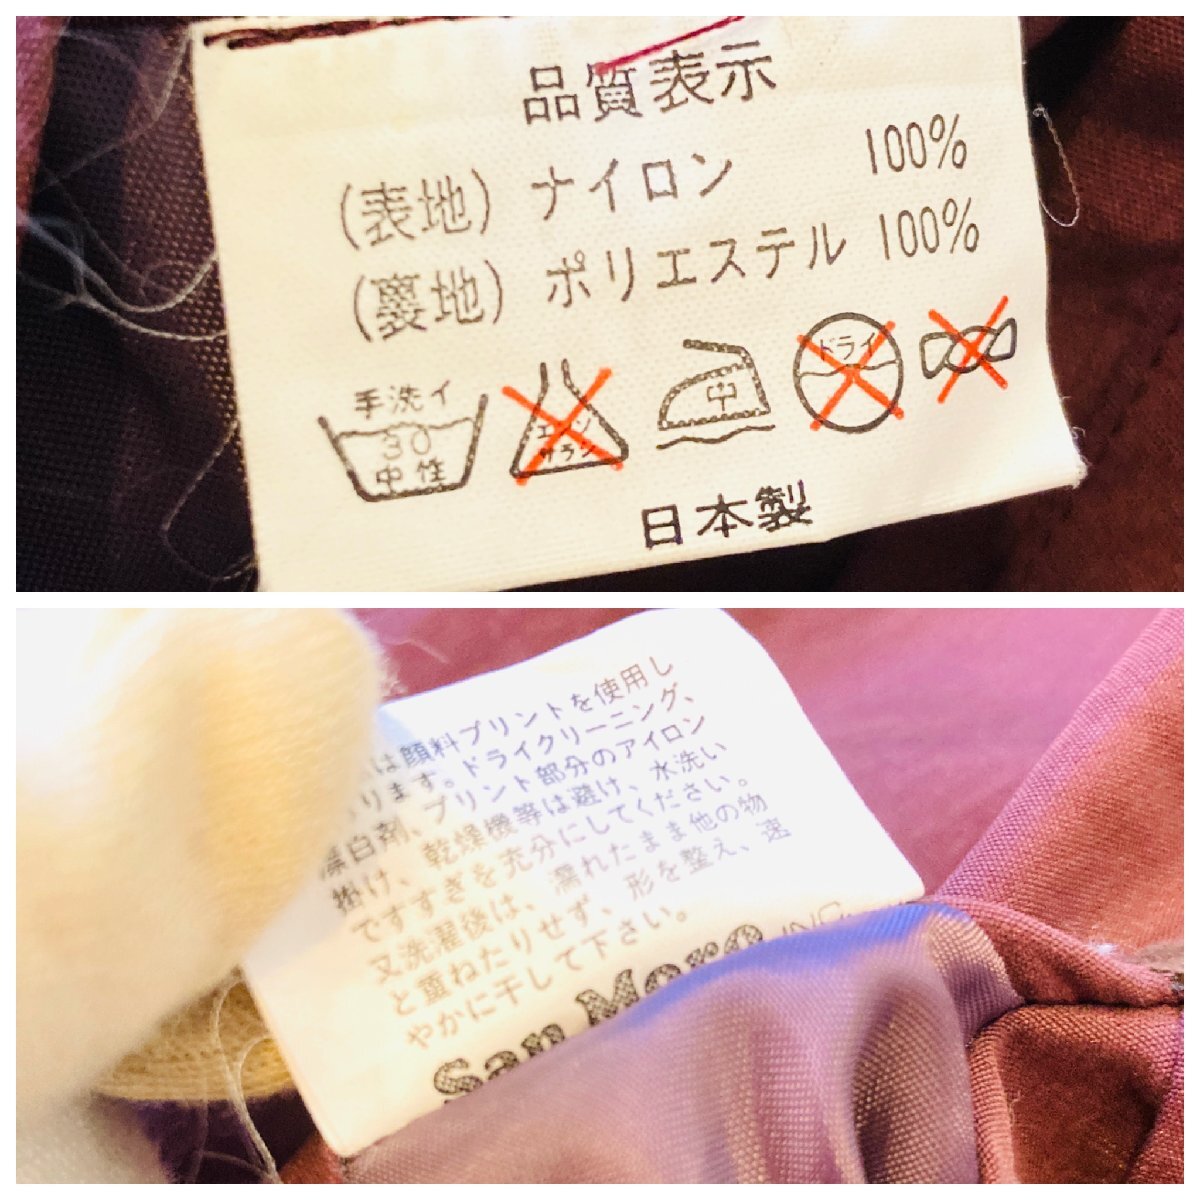 品質表示
(表地) ナイロン 100%
(裏地) ポリエステル 100%
手洗イ
30
中性
エンソ
サラシ
中
ドライ
日本製
は顔料プリントを使用し
ります。ドライクリーニング、
漂白剤、プリント部分のアイロン
掛け、乾燥機等は避け、水洗い
ですすぎを充分にしてください。
又洗濯後は、濡れたまま他の物
と重ねたりせず、形を整え、速
やかに干して下さい。
San Moro INC.